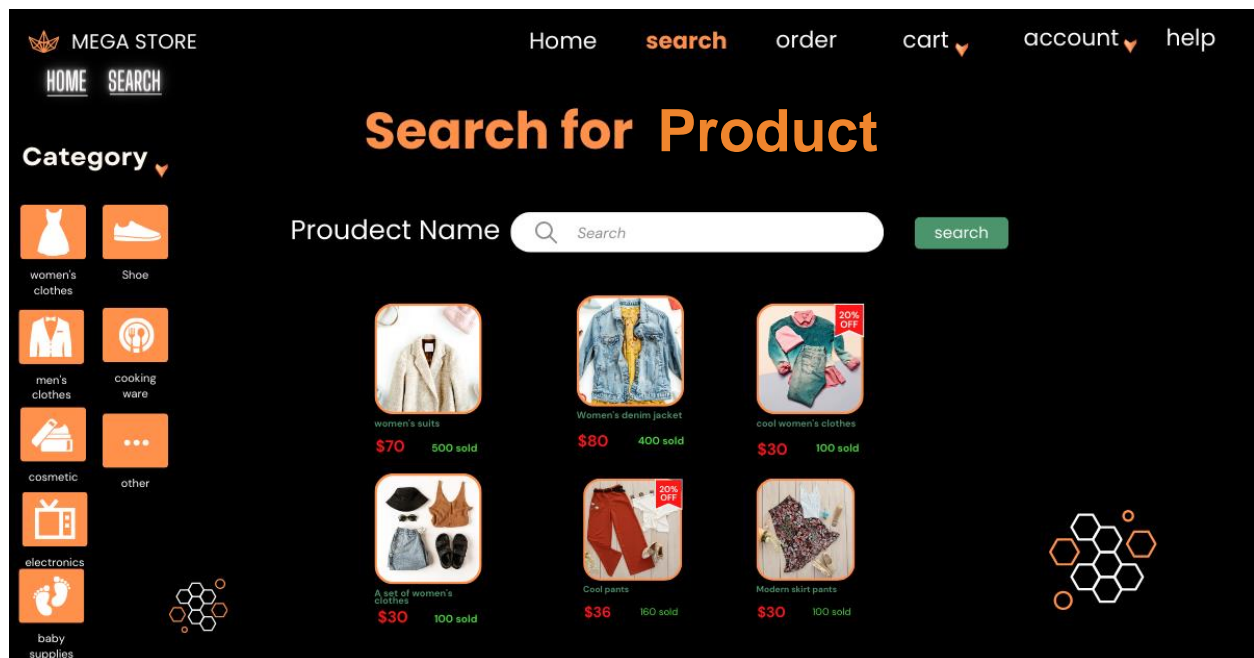 MEGA STORE
Home search order cart account help
HOME SEARCH
Search for Product
Category
Proudect Name Search search
women's
clothes
Shoe
men's
clothes
cooking
ware
cosmetic
other
electronics
baby
supplies
20%
OFF
women's suits
Women's denim jacket
cool women's clothes
$70 500 sold
$80 400 sold
$30 100 sold
20%
OFF
A set of women's
clothes
Cool pants
Modern skirt pants
$30 100 sold
$36 160 sold
$30 100 sold